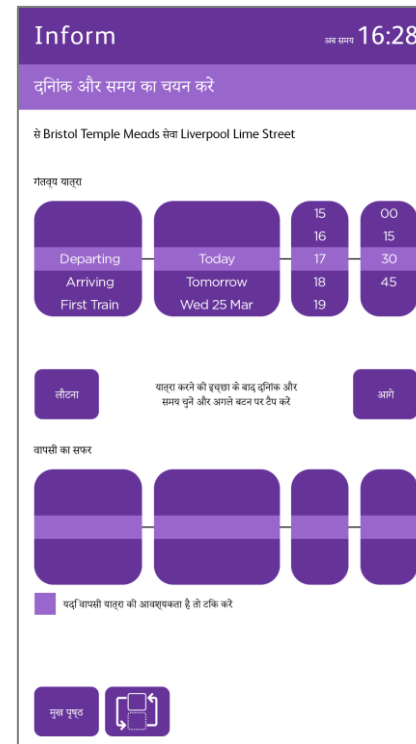 Inform
अब समय 16:28
दिनांक और समय का चयन करें
से Bristol Temple Meads सेवा Liverpool Lime Street
गंतव्य यात्रा
15 00
16 15
Departing Today 17 30
Arriving Tomorrow 18 45
First Train Wed 25 Mar 19
लौटना
यात्रा करने की इच्छा के बाद दिनांक और
समय चुनें और अगले बटन पर टैप करें
आगे
वापसी का सफर
यदि वापसी यात्रा की आवश्यकता है तो टिक करें
मुख पृष्ठ